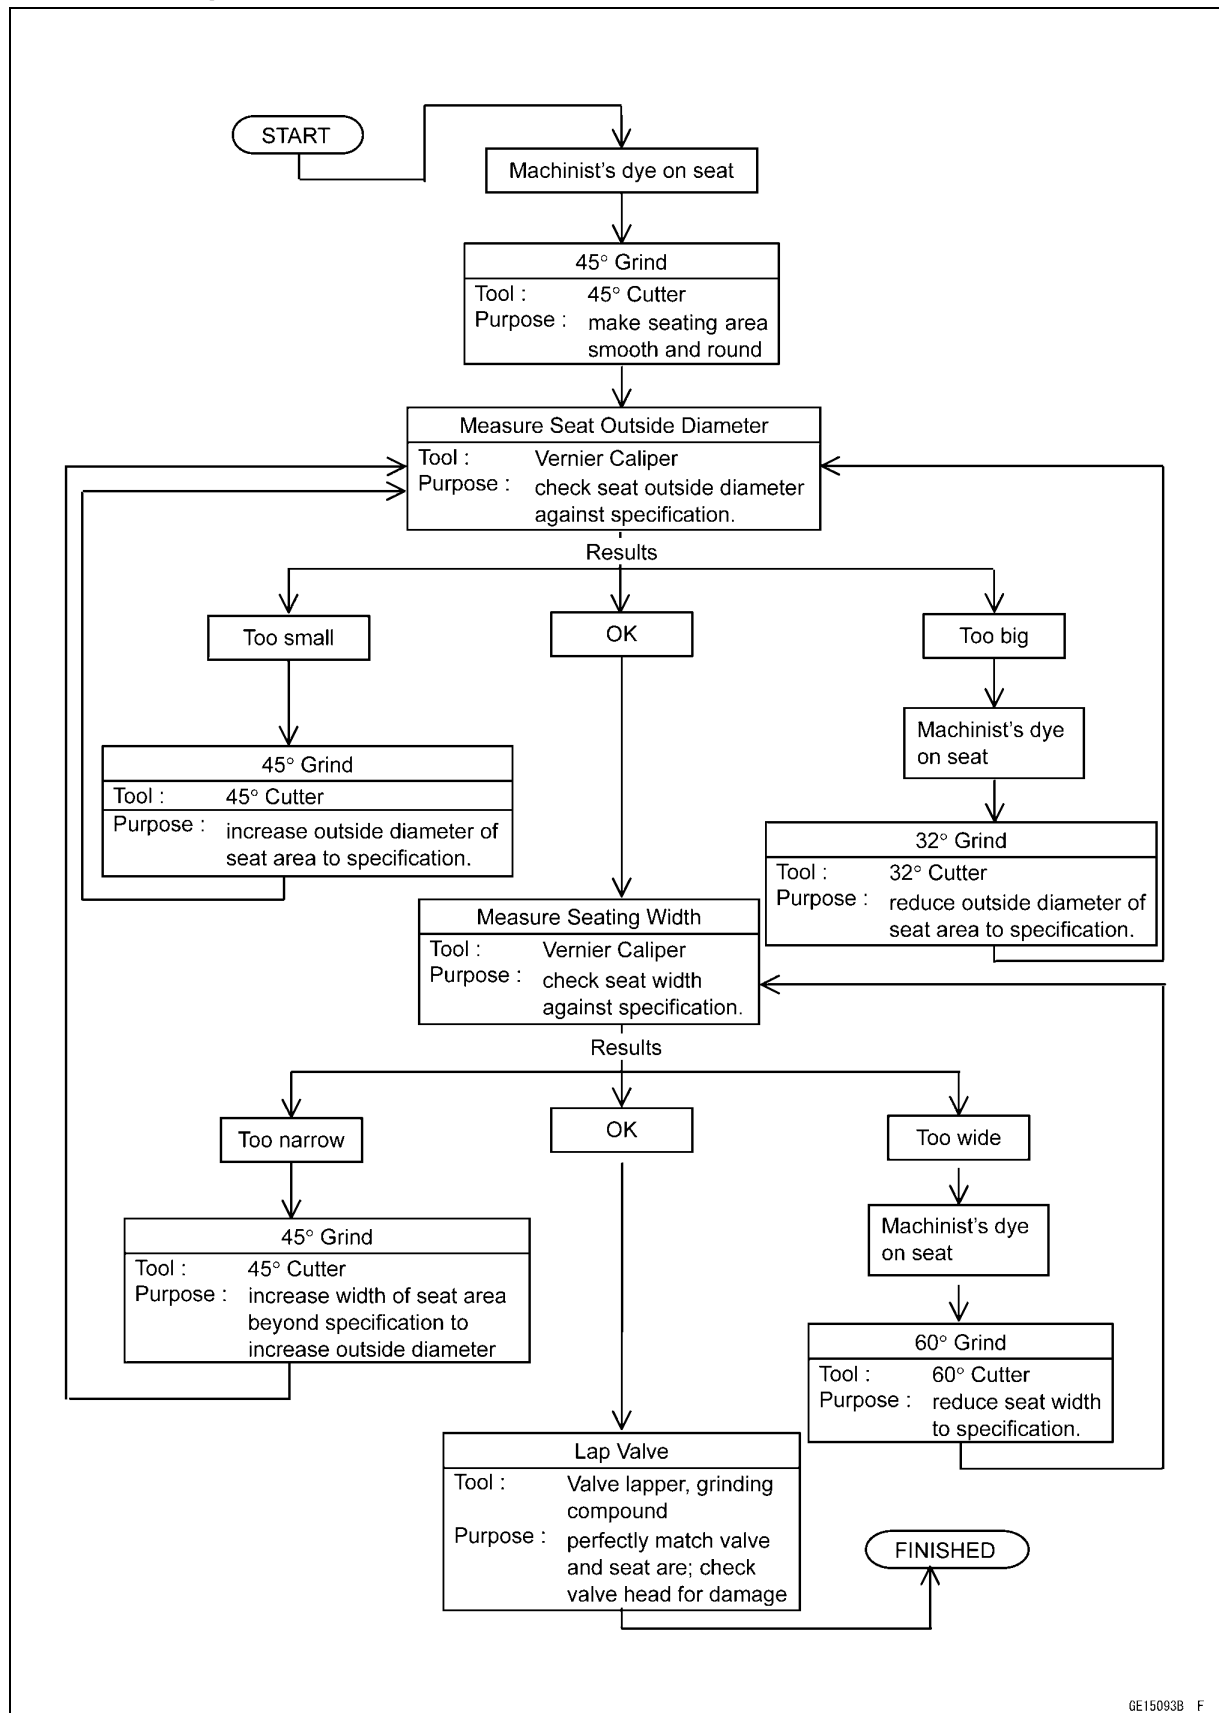 START
Machinist's dye on seat
45° Grind
Tool : 45° Cutter
Purpose : make seating area
smooth and round
Measure Seat Outside Diameter
Tool : Vernier Caliper
Purpose : check seat outside diameter
against specification.
Results
Too small
OK
Too big
Machinist's dye
on seat
45° Grind
Tool : 45° Cutter
Purpose : increase outside diameter of
seat area to specification.
32° Grind
Tool : 32° Cutter
Purpose : reduce outside diameter of
seat area to specification.
Measure Seating Width
Tool : Vernier Caliper
Purpose : check seat width
against specification.
Results
Too narrow
OK
Too wide
Machinist's dye
on seat
45° Grind
Tool : 45° Cutter
Purpose : increase width of seat area
beyond specification to
increase outside diameter
60° Grind
Tool : 60° Cutter
Purpose : reduce seat width
to specification.
Lap Valve
Tool : Valve lapper, grinding
compound
Purpose : perfectly match valve
and seat are; check
valve head for damage
FINISHED
GE15093B F